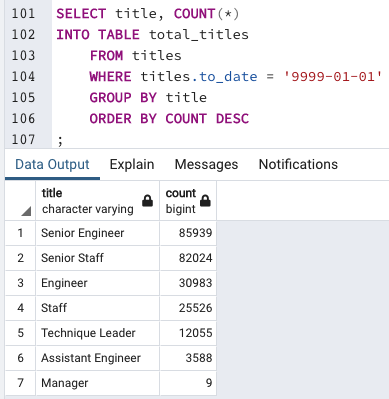 101 SELECT title, COUNT(*)
102 INTO TABLE total_titles
103 FROM titles
104 WHERE titles.to_date = '9999-01-01'
105 GROUP BY title
106 ORDER BY COUNT DESC
107 ;
Data Output Explain Messages Notifications
title count
character varying bigint
1 Senior Engineer 85939
2 Senior Staff 82024
3 Engineer 30983
4 Staff 25526
5 Technique Leader 12055
6 Assistant Engineer 3588
7 Manager 9